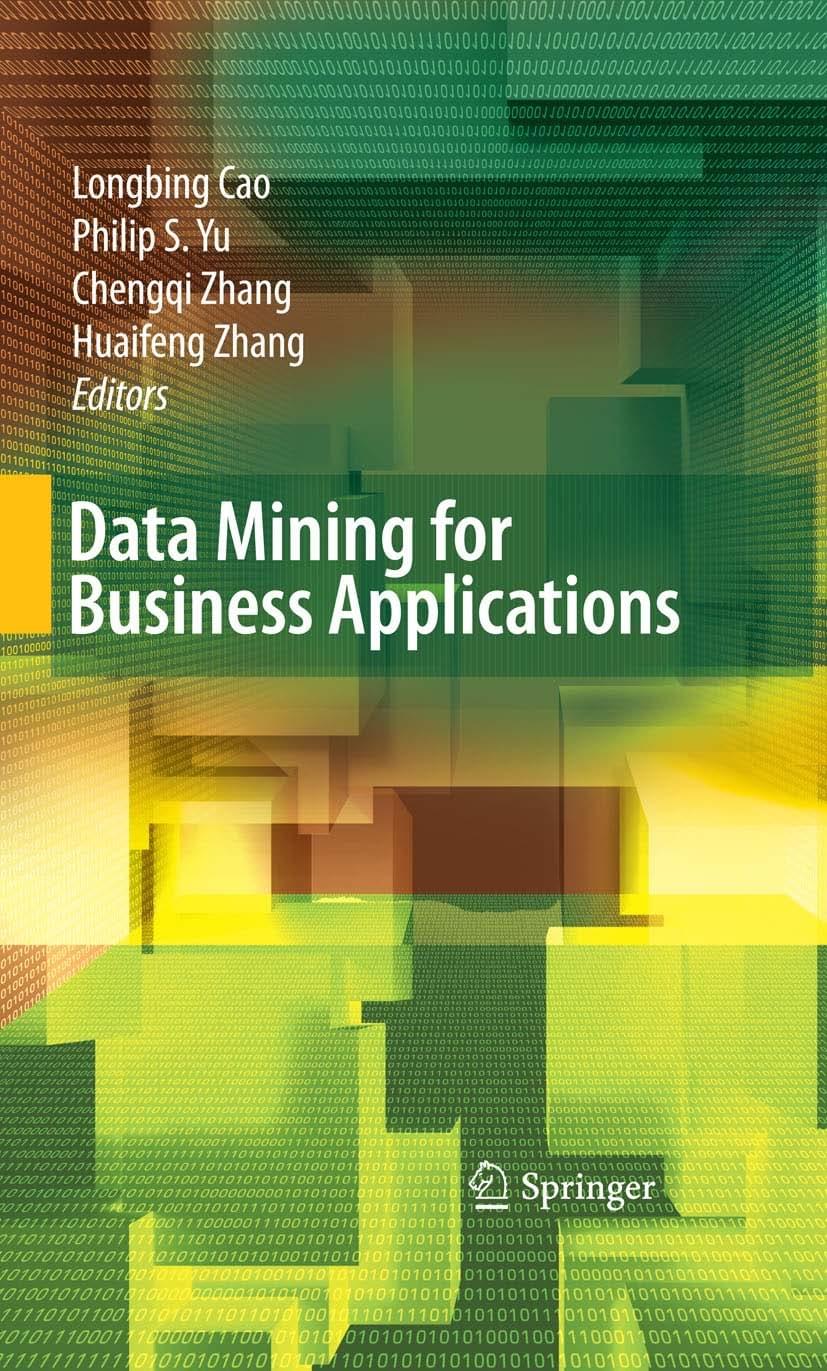 Longbing Cao
Philip S. Yu
Chengqi Zhang
Huaifeng Zhang
Editors
Data Mining for
Business Applications
Springer